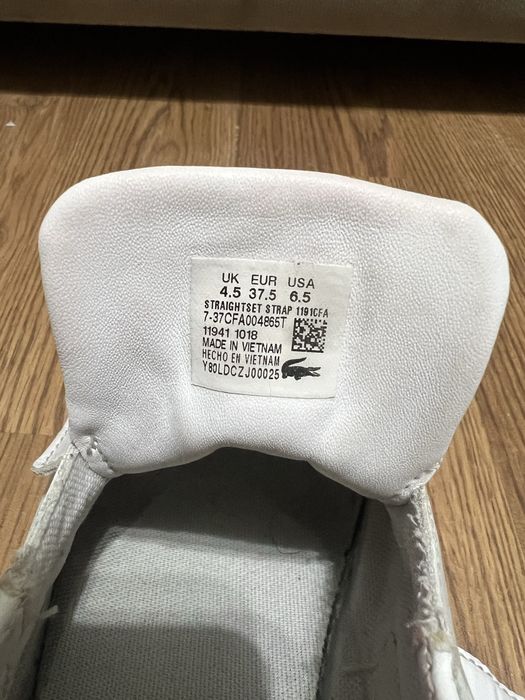 UK EUR USA
4.5 37.5 6.5
STRAIGHTSET STRAP 1191CFA
7-37CFA004865T
11941 1018
MADE IN VIETNAM
HECHO EN VIETNAM
Y80LDCZJ00025